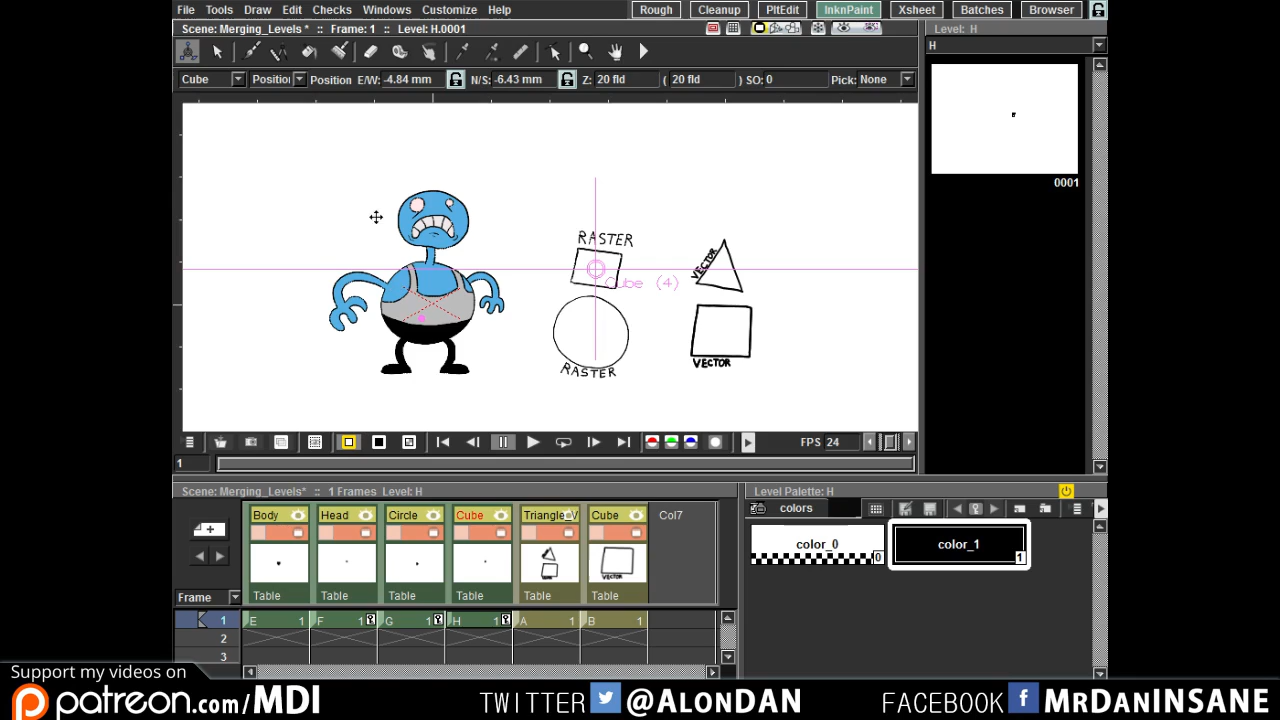 File Tools Draw Edit Checks Windows Customize Help Rough Cleanup PltEdit InknPaint Xsheet Batches Browser
Scene: Merging_Levels* :: Frame: 1 :: Level: H.0001
Level: H
H
Cube Position Position E/W: -4.94 mm N/S: -6.43 mm Z: 20 fld ( 20 fld ) SO: 0 Pick: None
0001
RASTER
VECTOR
Cube (4)
VECTOR
RASTER
FPS 24
1
Scene: Merging_Levels* :: 1 Frames Level: H
Level Palette: H
Body Head Circle Cube Triangle_V Cube Col7
colors
color_0 0 color_1 1
VECTOR
Table Table Table Table Table Table
Frame
1 E 1 F 1 G 1 H 1 A 1 B 1
2
3
Support my videos on
patreon.com/MDI TWITTER @AlonDAN FACEBOOK MrDanINSANE